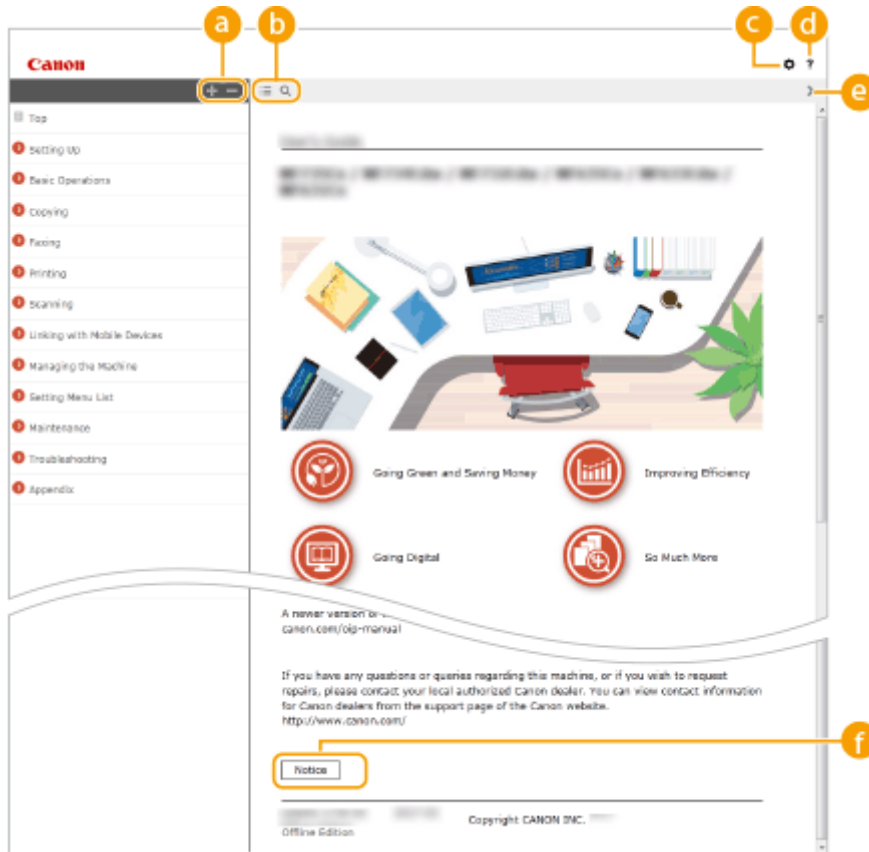 a
b
c
d
Canon
?
e
Top
Setting Up
Basic Operations
Copying
Faxing
Printing
Scanning
Linking with Mobile Devices
Managing the Machine
Setting Menu List
Maintenance
Troubleshooting
Appendix
User's Guide
Going Green and Saving Money
Improving Efficiency
Going Digital
So Much More
A newer version of
canon.com/oip-manual
If you have any questions or queries regarding this machine, or if you wish to request
repairs, please contact your local authorized Canon dealer. You can view contact information
for Canon dealers from the support page of the Canon website.
http://www.canon.com/
f
Notice
Copyright CANON INC.
Offline Edition